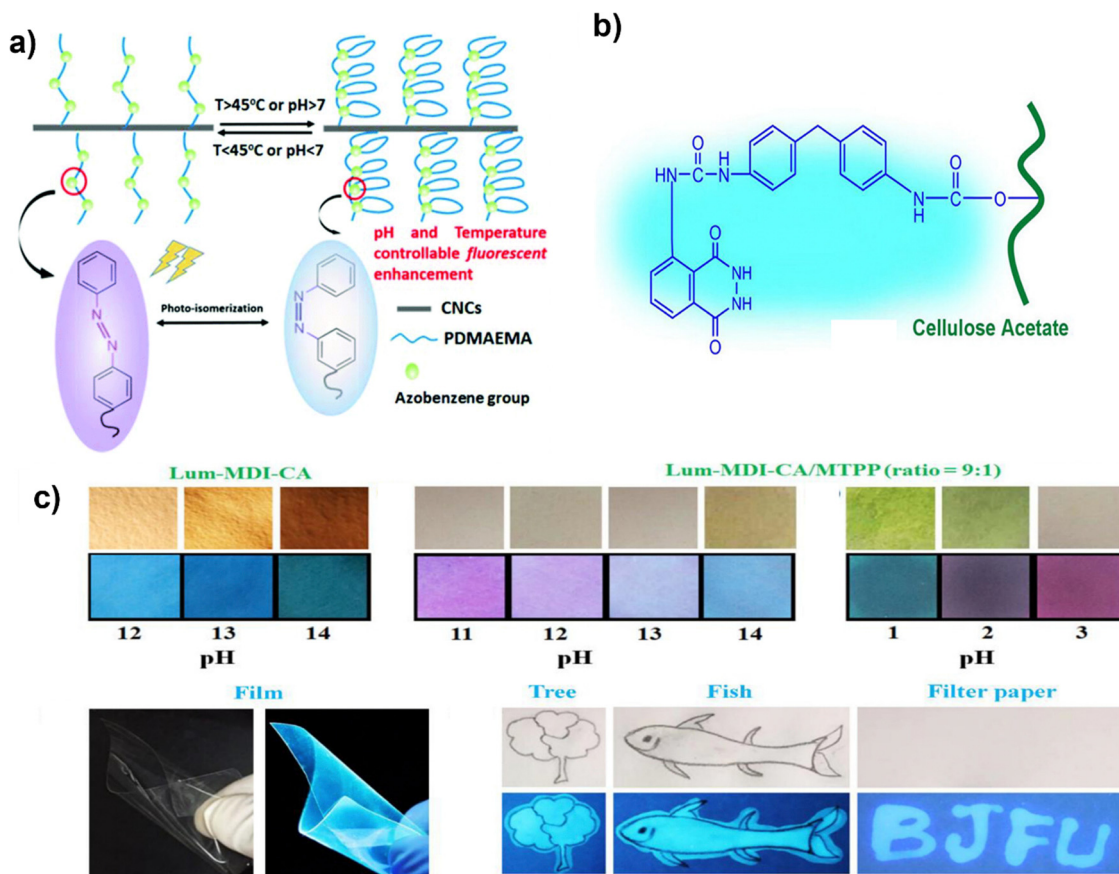 a)
T>45°C or pH>7
T<45°C or pH<7
pH and Temperature
controllable fluorescent
enhancement
Photo-isomerization
N
N
N
N
CNCs
PDMAEMA
Azobenzene group
b)
O
NH C NH
NH C O
O
O
NH
NH
O
Cellulose Acetate
c)
Lum-MDI-CA
Lum-MDI-CA/MTPP (ratio = 9:1)
12 13 14
pH
11 12 13 14
pH
1 2 3
pH
Film
Tree
Fish
Filter paper
BJFU